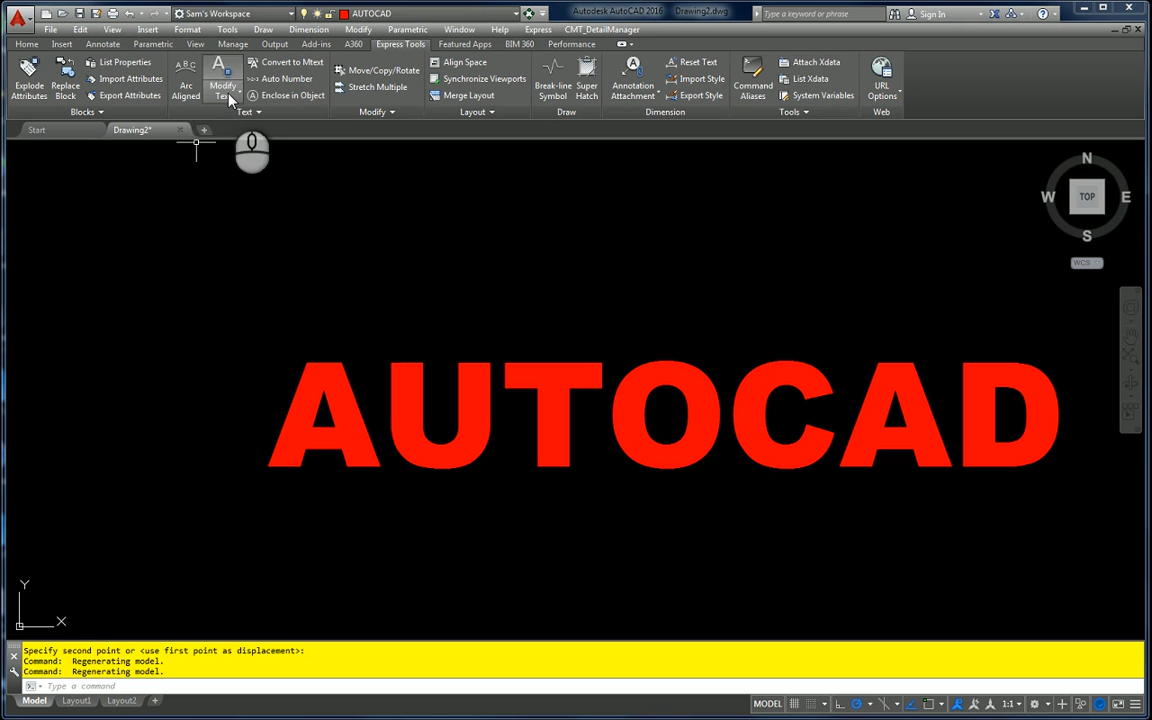 Sam's Workspace AUTOCAD Autodesk AutoCAD 2016 Drawing2.dwg Type a keyword or phrase Sign In
File Edit View Insert Format Tools Draw Dimension Modify Parametric Window Help Express CMT_DetailManager
Home Insert Annotate Parametric View Manage Output Add-ins A360 Express Tools Featured Apps BIM 360 Performance
Explode Attributes
Replace Block
List Properties
Import Attributes
Export Attributes
Blocks
Arc Aligned
Modify Text
Convert to Mtext
Auto Number
Enclose in Object
Text
Move/Copy/Rotate
Stretch Multiple
Modify
Align Space
Synchronize Viewports
Merge Layout
Layout
Break-line Symbol
Super Hatch
Draw
Annotation Attachment
Reset Text
Import Style
Export Style
Dimension
Command Aliases
Attach Xdata
List Xdata
System Variables
Tools
URL Options
Web
Start Drawing2*
N
W TOP E
S
WCS
AUTOCAD
Y
X
Specify second point or <use first point as displacement>:
Command: Regenerating model.
Command: Regenerating model.
Type a command
Model Layout1 Layout2 MODEL 1:1